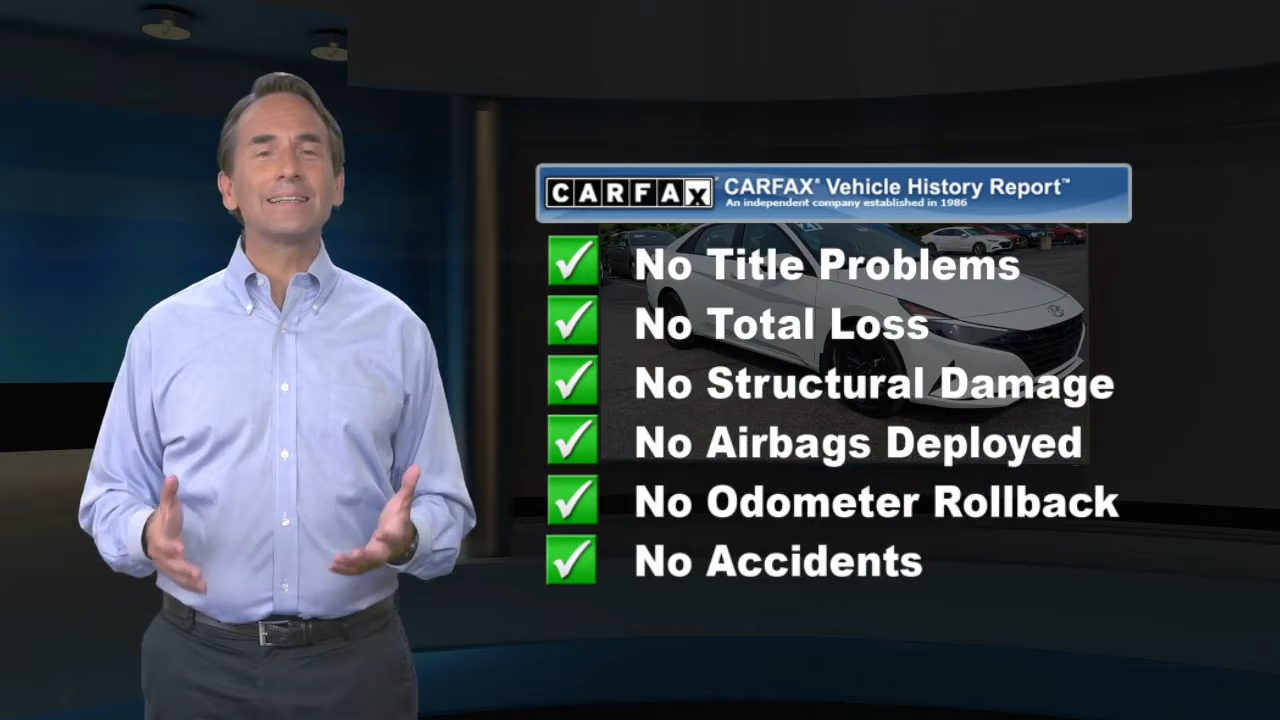 CARFAX® CARFAX® Vehicle History Report™
An independent company established in 1986
No Title Problems
No Total Loss
No Structural Damage
No Airbags Deployed
No Odometer Rollback
No Accidents